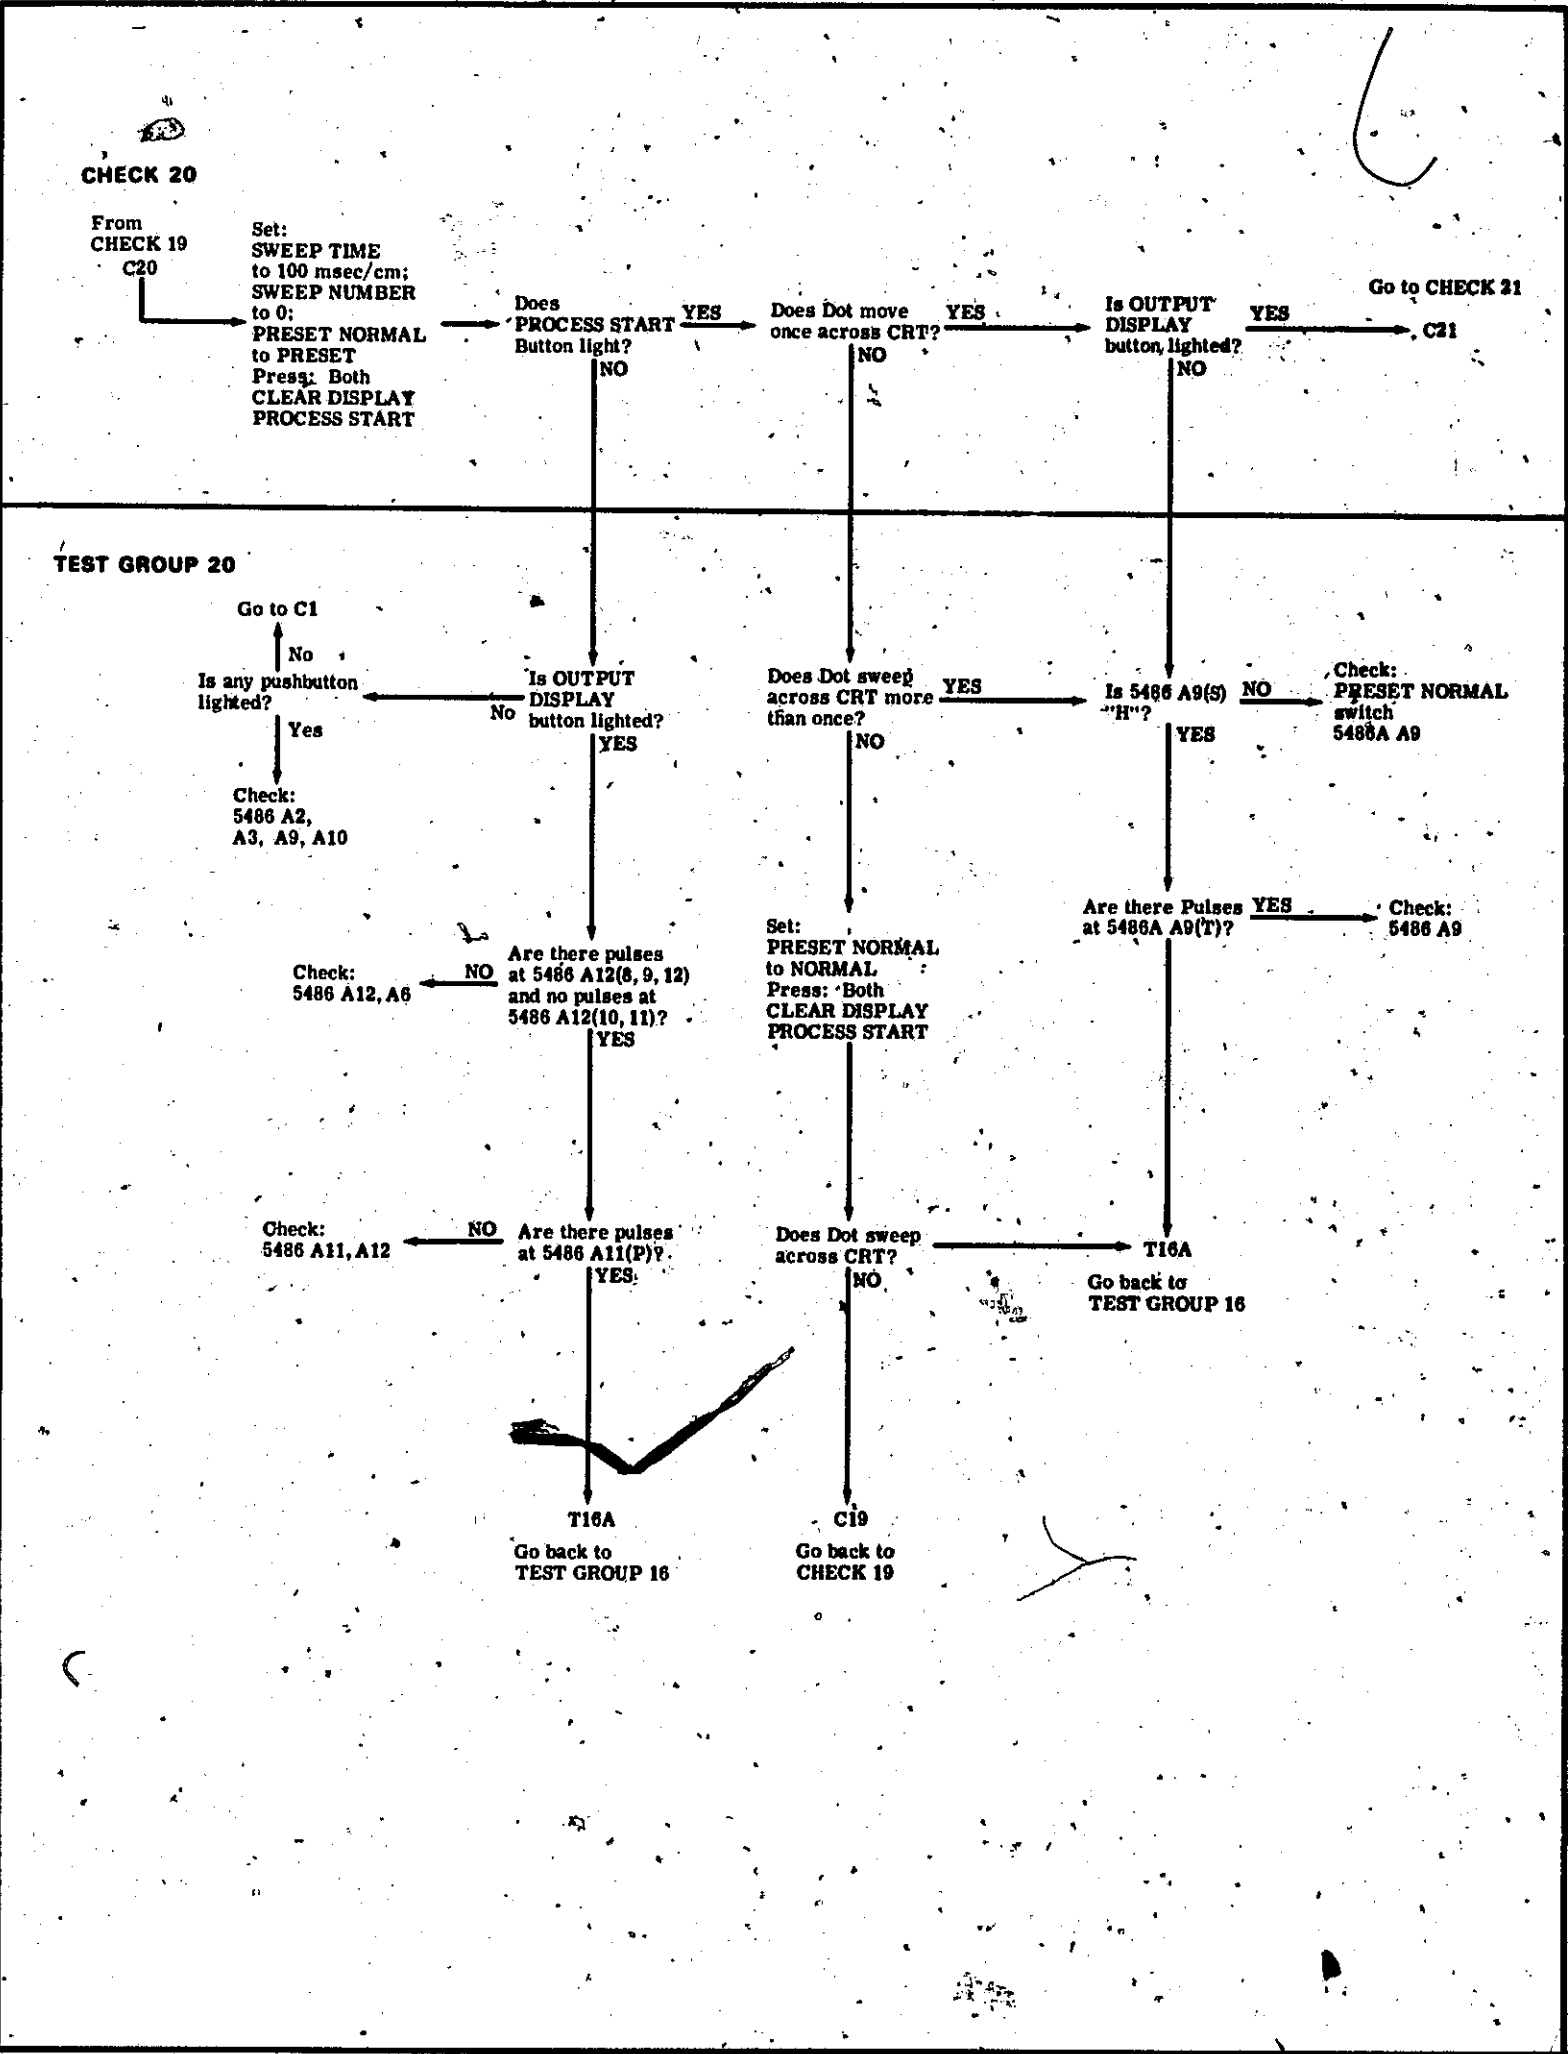 CHECK 20
From
CHECK 19
C20
Set:
SWEEP TIME
to 100 msec/cm;
SWEEP NUMBER
to 0;
PRESET NORMAL
to PRESET
Press: Both
CLEAR DISPLAY
PROCESS START
Does
PROCESS START
Button light?
YES
NO
Does Dot move
once across CRT?
YES
NO
Is OUTPUT
DISPLAY
button lighted?
YES
NO
Go to CHECK 21
C21
TEST GROUP 20
Go to C1
No
Is any pushbutton
lighted?
Yes
Check:
5486 A2,
A3, A9, A10
Is OUTPUT
DISPLAY
button lighted?
No
YES
Does Dot sweep
across CRT more
than once?
YES
NO
Is 5486 A9(S)
"H"?
NO
YES
Check:
PRESET NORMAL
switch
5486A A9
Check:
5486 A12, A6
NO
Are there pulses
at 5486 A12(8, 9, 12)
and no pulses at
5486 A12(10, 11)?
YES
Set:
PRESET NORMAL
to NORMAL
Press: Both
CLEAR DISPLAY
PROCESS START
Are there Pulses
at 5486A A9(T)?
YES
Check:
5486 A9
Check:
5486 A11, A12
NO
Are there pulses
at 5486 A11(P)?
YES
Does Dot sweep
across CRT?
NO
T16A
Go back to
TEST GROUP 16
T16A
Go back to
TEST GROUP 16
C19
Go back to
CHECK 19